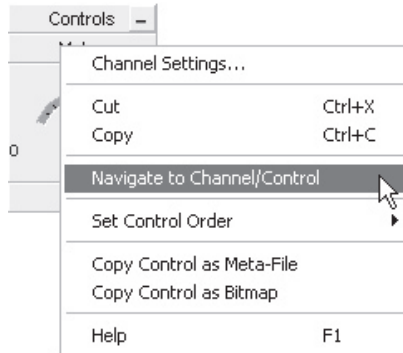 Controls –
Channel Settings...
Cut Ctrl+X
Copy Ctrl+C
0
Navigate to Channel/Control
Set Control Order
Copy Control as Meta-File
Copy Control as Bitmap
Help F1